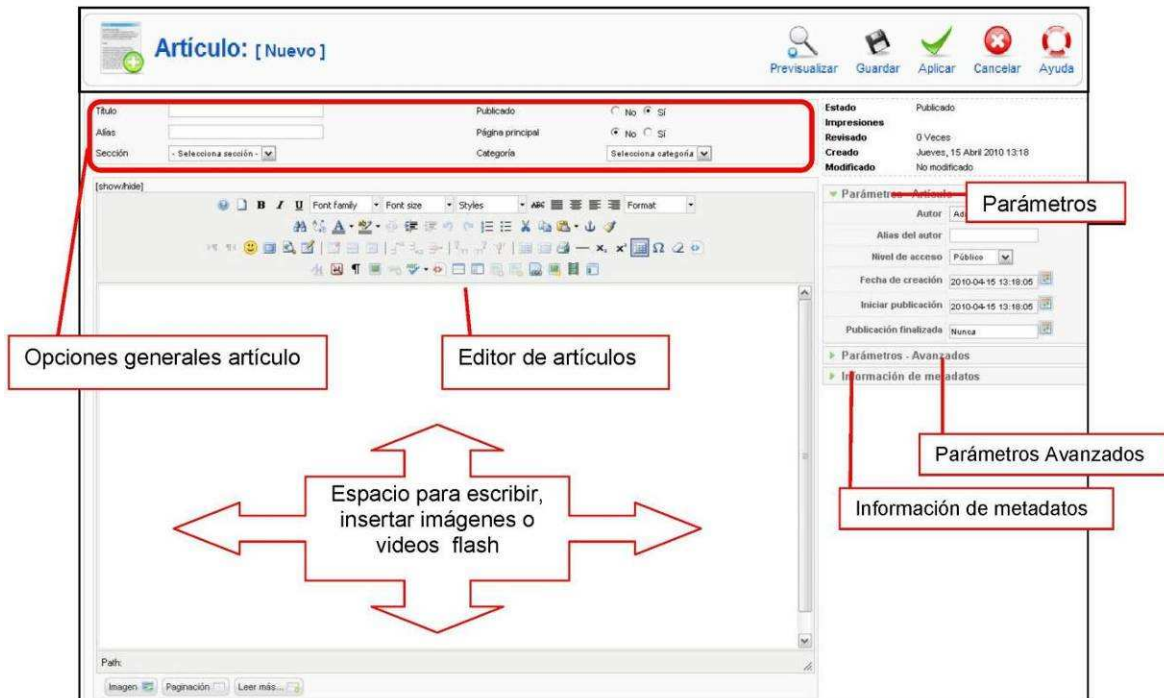 Artículo: [ Nuevo ]
Previsualizar Guardar Aplicar Cancelar Ayuda
Título Publicado No Sí
Alias Página principal No Sí
Sección - Selecciona sección - Categoría Selecciona categoría
Estado Publicado
Impresiones
Revisado 0 Veces
Creado Jueves, 15 Abril 2010 13:18
Modificado No modificado
[show/hide]
B I U Font family Font size Styles ABC Format
Parámetros - Artículo
Parámetros
Autor
Alias del autor
Nivel de acceso Público
Fecha de creación 2010-04-15 13:18:05
Iniciar publicación 2010-04-15 13:18:05
Publicación finalizada Nunca
Parámetros - Avanzados
Información de metadatos
Opciones generales artículo
Editor de artículos
Parámetros Avanzados
Información de metadatos
Espacio para escribir,
insertar imágenes o
videos flash
Path:
Imagen Paginación Leer más...